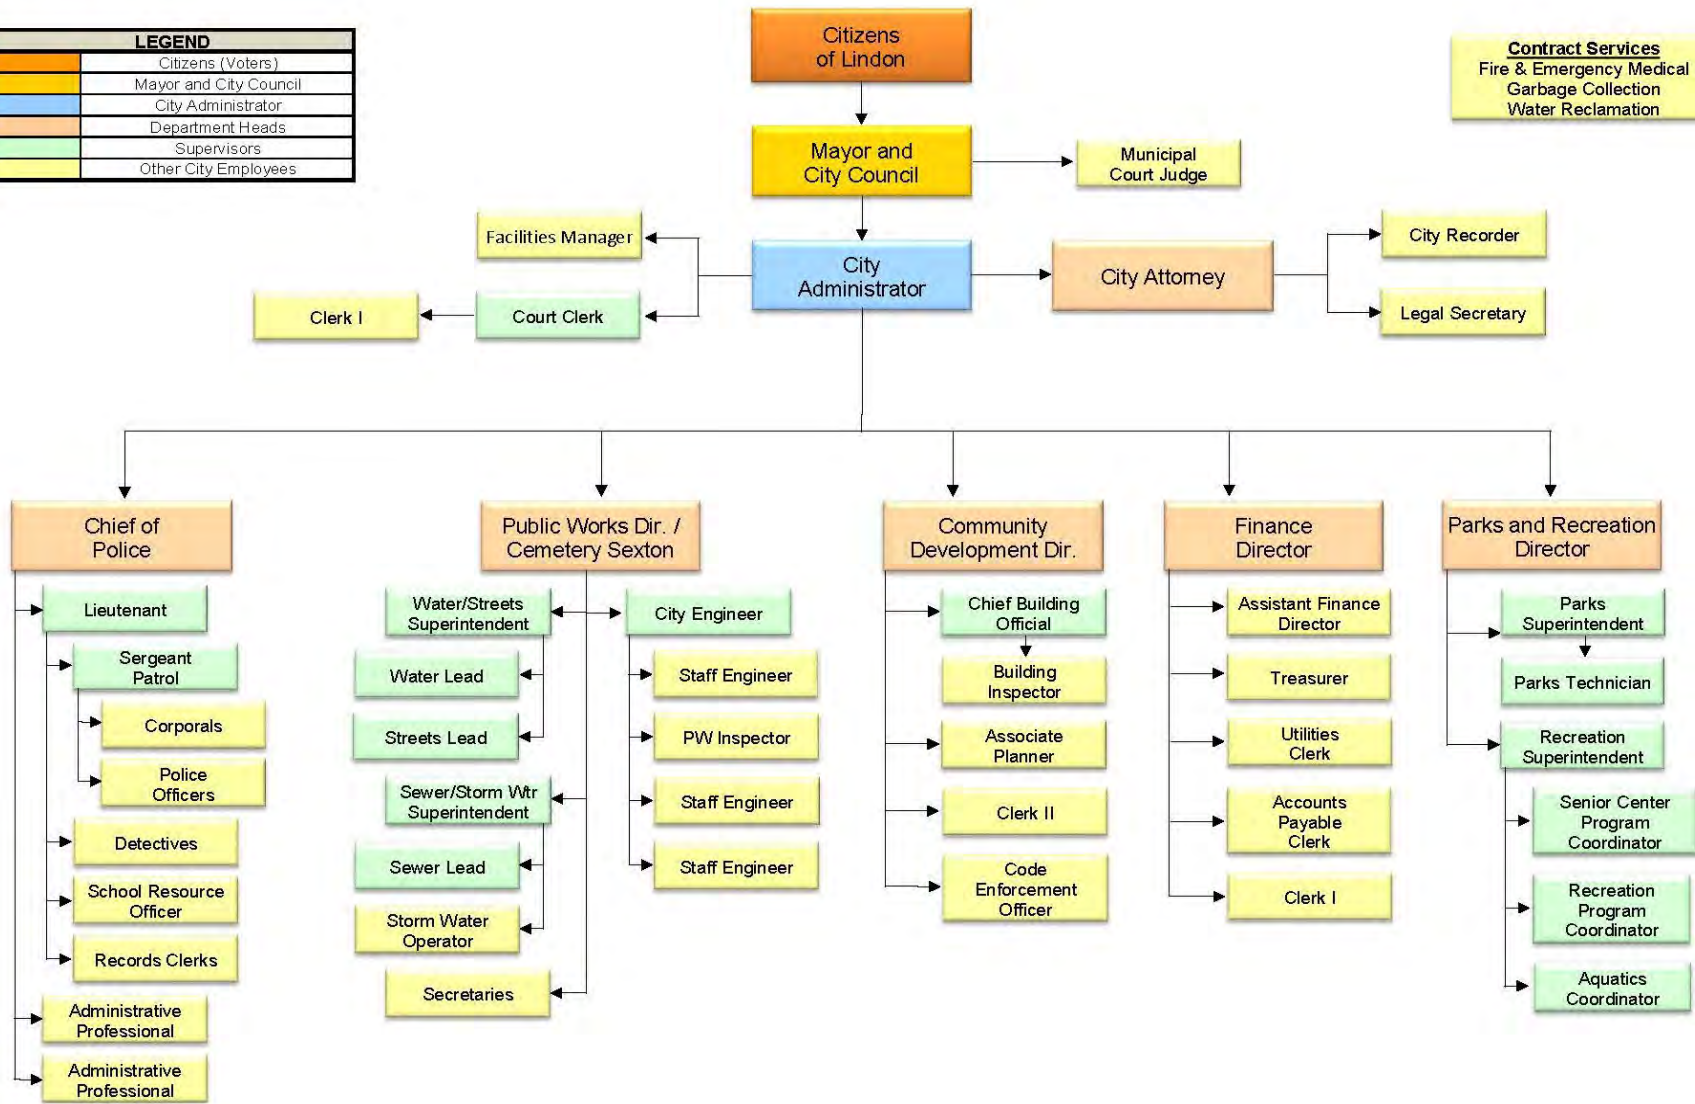 LEGEND
Citizens (Voters)
Mayor and City Council
City Administrator
Department Heads
Supervisors
Other City Employees
Citizens
of Lindon
Contract Services
Fire & Emergency Medical
Garbage Collection
Water Reclamation
Mayor and
City Council
Municipal
Court Judge
Facilities Manager
City
Administrator
City Attorney
City Recorder
Clerk I
Court Clerk
Legal Secretary
Chief of
Police
Lieutenant
Sergeant
Patrol
Corporals
Police
Officers
Detectives
School Resource
Officer
Records Clerks
Administrative
Professional
Administrative
Professional
Public Works Dir. /
Cemetery Sexton
Water/Streets
Superintendent
Water Lead
Streets Lead
Sewer/Storm Wtr
Superintendent
Sewer Lead
Storm Water
Operator
Secretaries
City Engineer
Staff Engineer
PW Inspector
Staff Engineer
Staff Engineer
Community
Development Dir.
Chief Building
Official
Building
Inspector
Associate
Planner
Clerk II
Code
Enforcement
Officer
Finance
Director
Assistant Finance
Director
Treasurer
Utilities
Clerk
Accounts
Payable
Clerk
Clerk I
Parks and Recreation
Director
Parks
Superintendent
Parks Technician
Recreation
Superintendent
Senior Center
Program
Coordinator
Recreation
Program
Coordinator
Aquatics
Coordinator